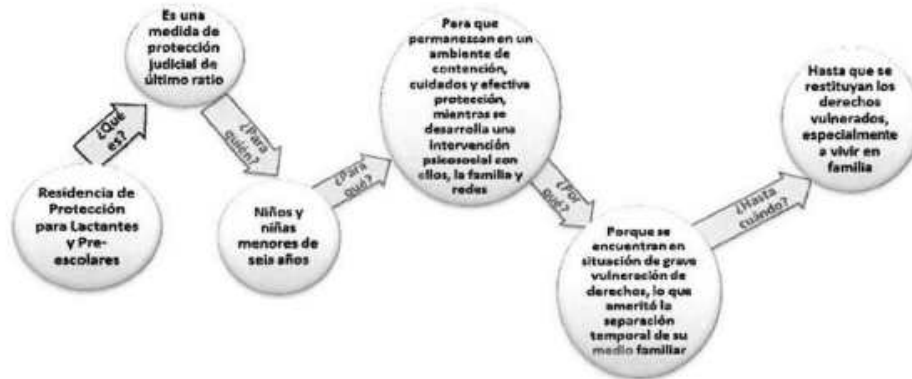 Residencia de
Protección
para Lactantes
y Pre-
escolares
¿Qué
es?
Es una
medida de
protección
judicial de
último ratio
¿Para
quién?
Niños y
niñas
menores de
seis años
¿Para
qué?
Para que
permanezcan en un
ambiente de
contención,
cuidados y efectiva
protección,
mientras se
desarrolla una
intervención
psicosocial con
ellos, la familia y
redes
¿Por
qué?
Porque se
encuentran en
situación de grave
vulneración de
derechos, lo que
ameritó la
separación
temporal de su
medio familiar
¿Hasta
cuándo?
Hasta que se
restituyan los
derechos
vulnerados,
especialmente
a vivir en
familia